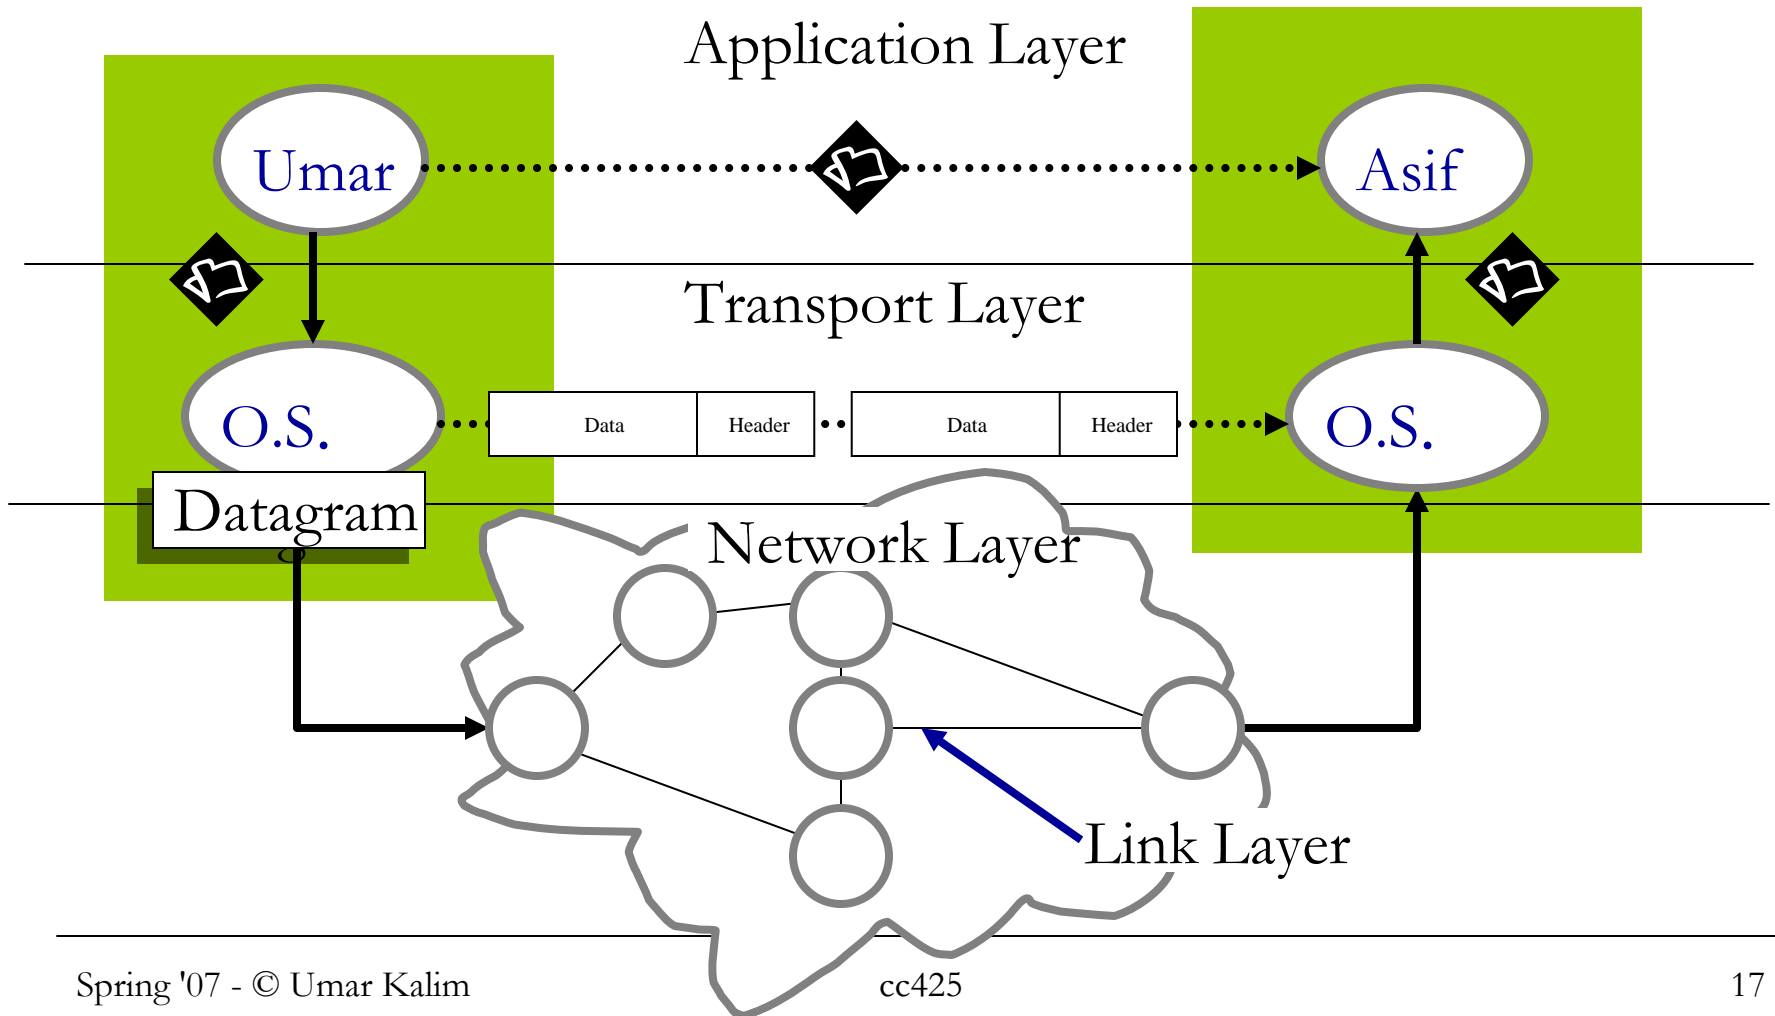 Application Layer
Umar
Asif
Transport Layer
O.S.
Data Header Data Header
O.S.
Datagram
Network Layer
Link Layer
Spring '07 - © Umar Kalim
cc425
17